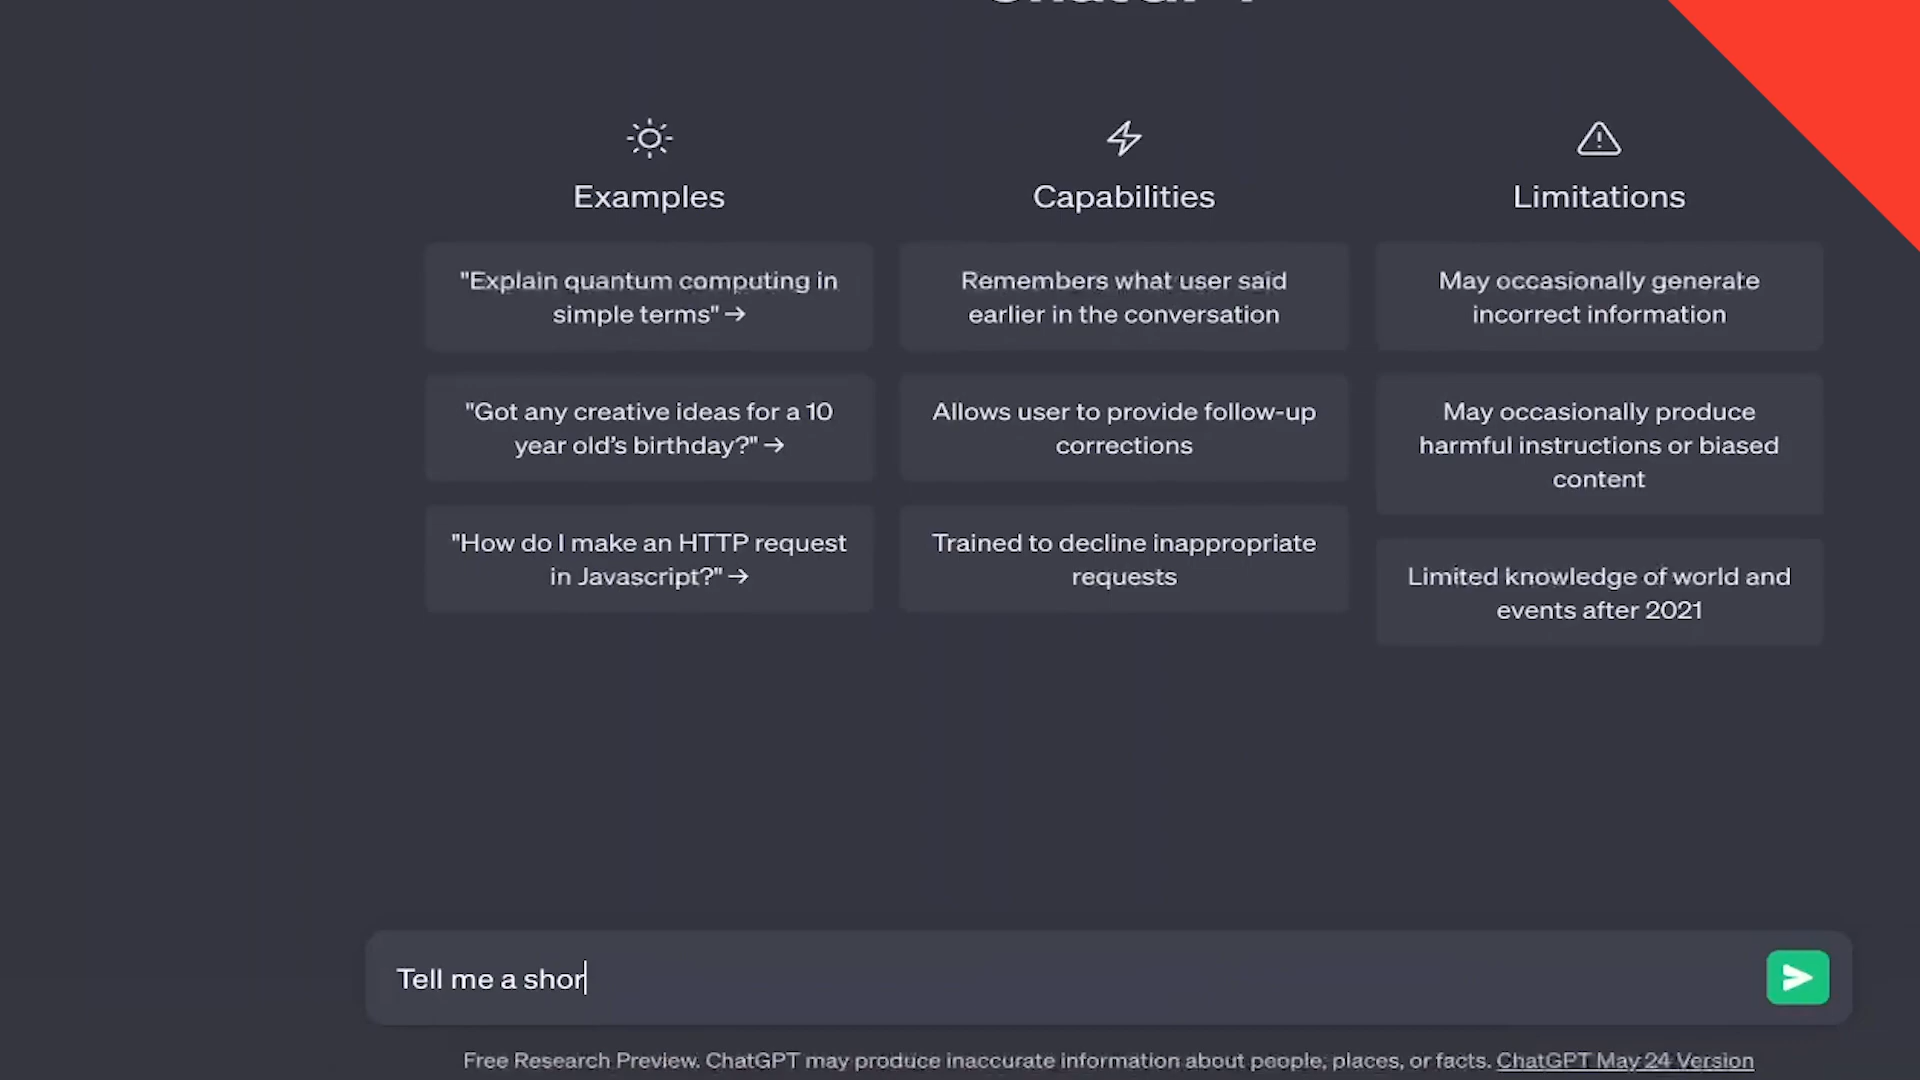 ChatGPT
Examples
Capabilities
Limitations
"Explain quantum computing in
simple terms" →
Remembers what user said
earlier in the conversation
May occasionally generate
incorrect information
"Got any creative ideas for a 10
year old’s birthday?" →
Allows user to provide follow-up
corrections
May occasionally produce
harmful instructions or biased
content
"How do I make an HTTP request
in Javascript?" →
Trained to decline inappropriate
requests
Limited knowledge of world and
events after 2021
Tell me a shor
Free Research Preview. ChatGPT may produce inaccurate information about people, places, or facts. ChatGPT May 24 Version